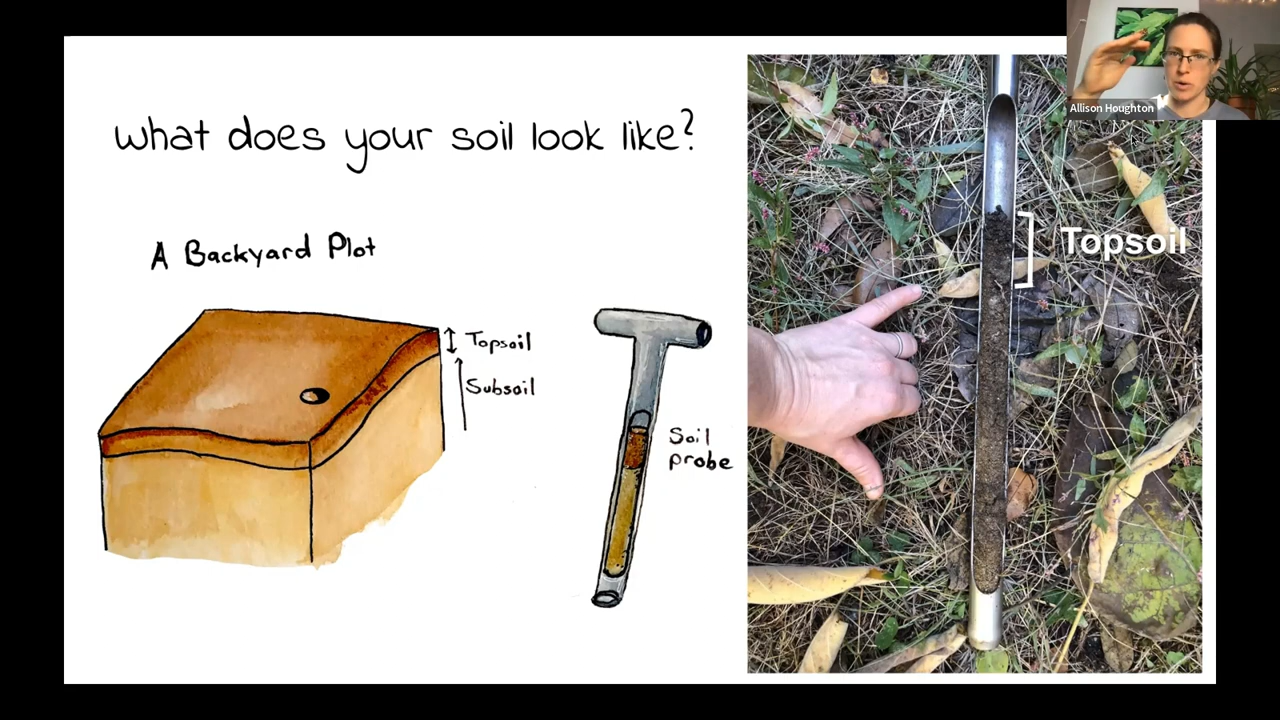 what does your soil look like?
A Backyard Plot
Topsoil
Subsoil
Soil
probe
Topsoil
Allison Houghton